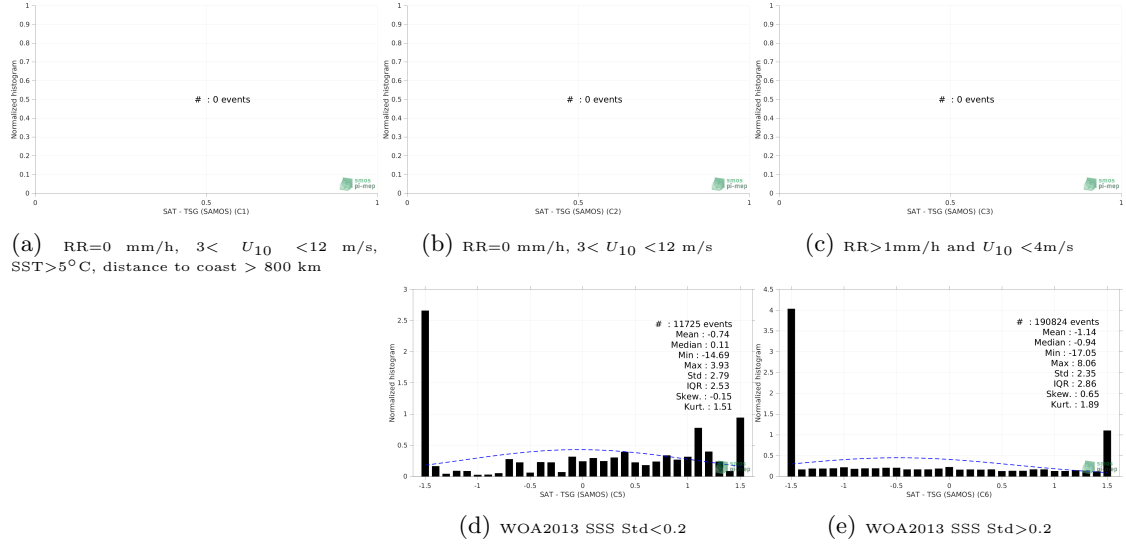 1
0.9
0.8
0.7
0.6
0.5
0.4
0.3
0.2
0.1
0
Normalized histogram
# : 0 events
smos
pi-mep
0 0.5 1
SAT - TSG (SAMOS) (C1)
(a) RR=0 mm/h, 3< U10 <12 m/s,
SST>5°C, distance to coast > 800 km
1
0.9
0.8
0.7
0.6
0.5
0.4
0.3
0.2
0.1
0
Normalized histogram
# : 0 events
smos
pi-mep
0 0.5 1
SAT - TSG (SAMOS) (C2)
(b) RR=0 mm/h, 3< U10 <12 m/s
1
0.9
0.8
0.7
0.6
0.5
0.4
0.3
0.2
0.1
0
Normalized histogram
# : 0 events
smos
pi-mep
0 0.5 1
SAT - TSG (SAMOS) (C3)
(c) RR>1mm/h and U10 <4m/s
3
2.5
2
1.5
1
0.5
0
Normalized histogram
# : 11725 events
Mean : -0.74
Median : 0.11
Min : -14.69
Max : 3.93
Std : 2.79
IQR : 2.53
Skew. : -0.15
Kurt. : 1.51
smos
pi-mep
-1.5 -1 -0.5 0 0.5 1 1.5
SAT - TSG (SAMOS) (C5)
(d) WOA2013 SSS Std<0.2
4.5
4
3.5
3
2.5
2
1.5
1
0.5
0
Normalized histogram
# : 190824 events
Mean : -1.14
Median : -0.94
Min : -17.05
Max : 8.06
Std : 2.35
IQR : 2.86
Skew. : 0.65
Kurt. : 1.89
smos
pi-mep
-1.5 -1 -0.5 0 0.5 1 1.5
SAT - TSG (SAMOS) (C6)
(e) WOA2013 SSS Std>0.2